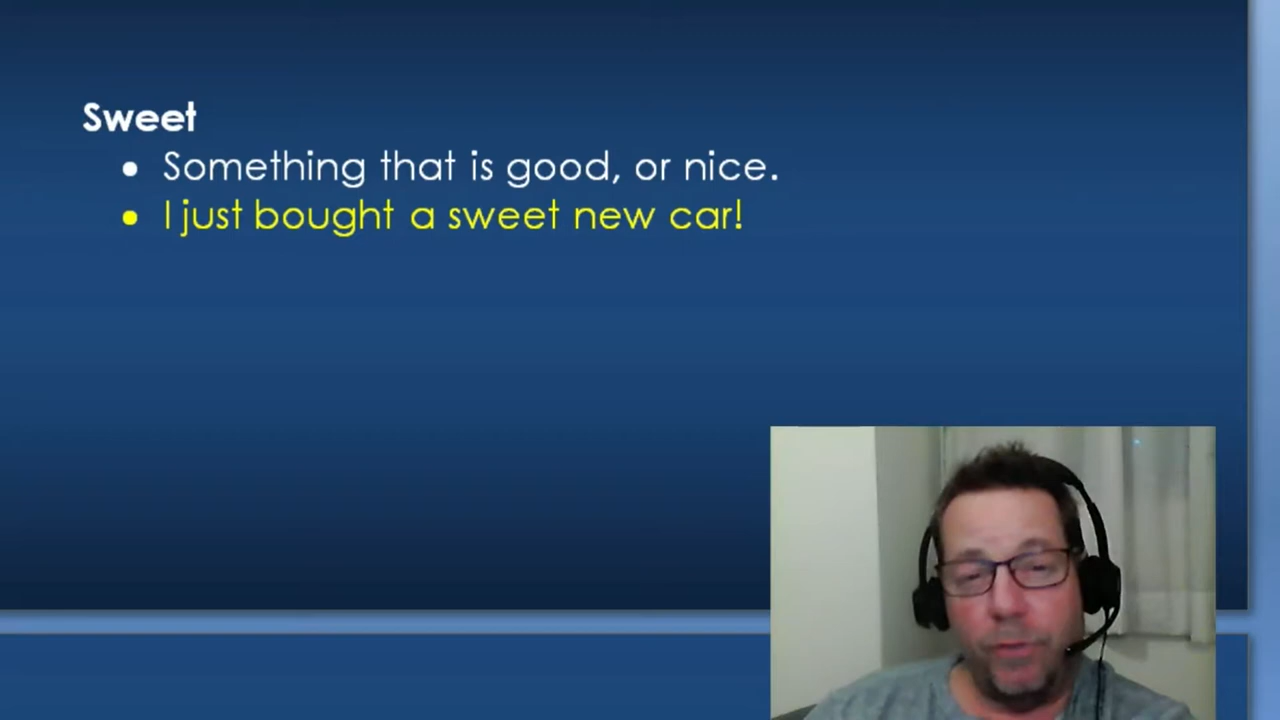 Sweet
• Something that is good, or nice.
• I just bought a sweet new car!